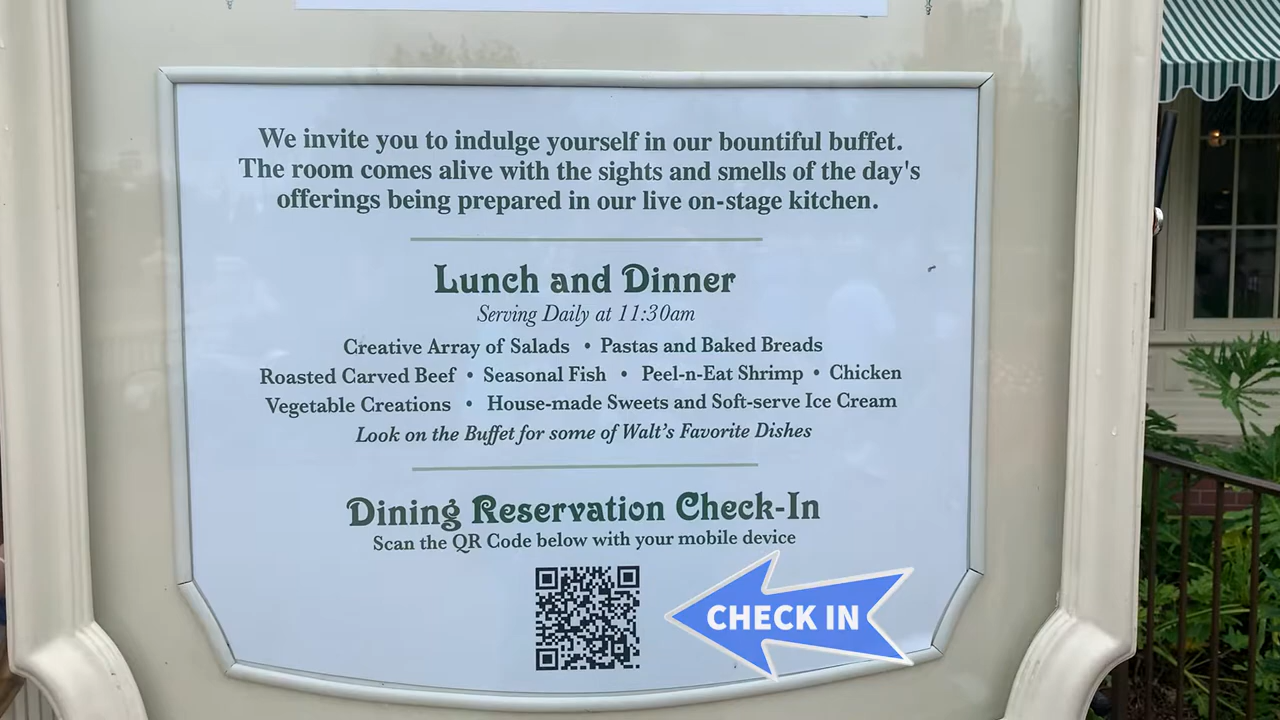 We invite you to indulge yourself in our bountiful buffet.
The room comes alive with the sights and smells of the day's
offerings being prepared in our live on-stage kitchen.
Lunch and Dinner
Serving Daily at 11:30am
Creative Array of Salads • Pastas and Baked Breads
Roasted Carved Beef • Seasonal Fish • Peel-n-Eat Shrimp • Chicken
Vegetable Creations • House-made Sweets and Soft-serve Ice Cream
Look on the Buffet for some of Walt's Favorite Dishes
Dining Reservation Check-In
Scan the QR Code below with your mobile device
CHECK IN